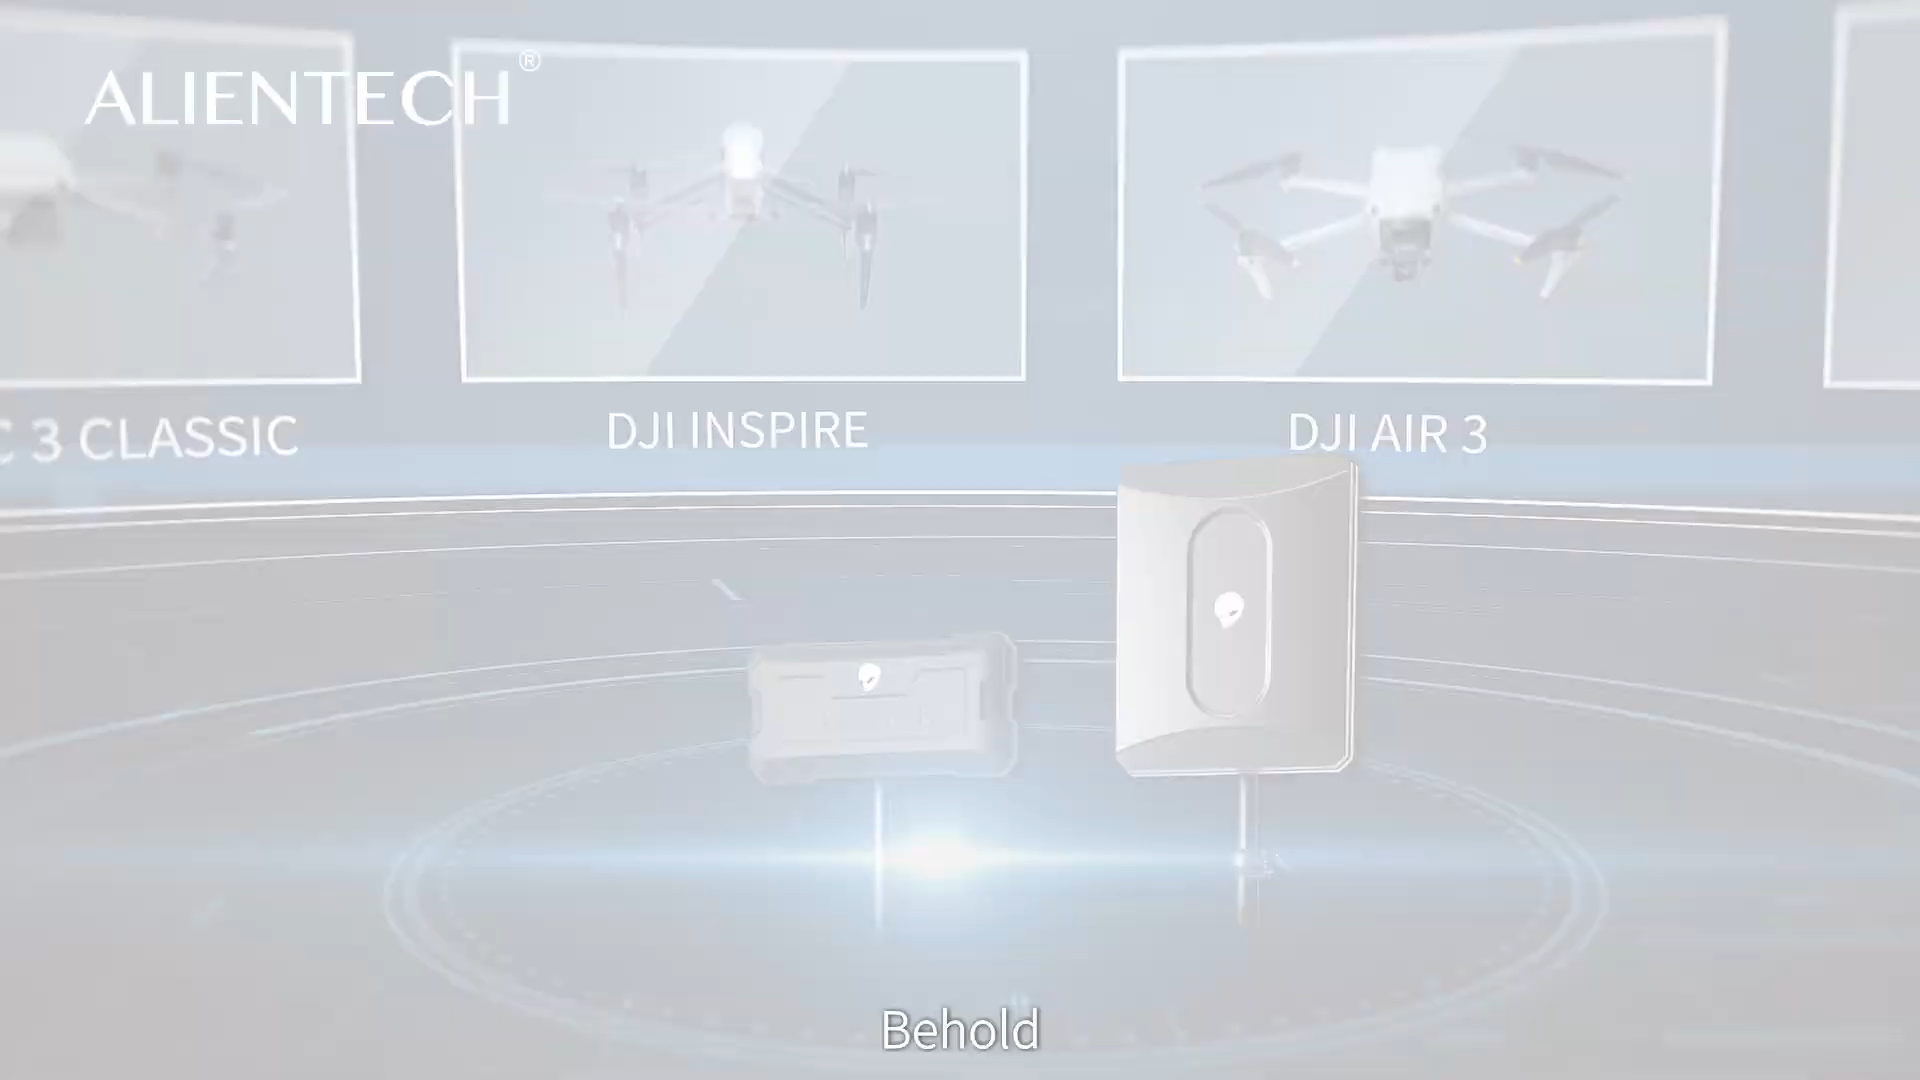 ALIENTECH®
C 3 CLASSIC
DJI INSPIRE
DJI AIR 3
Behold